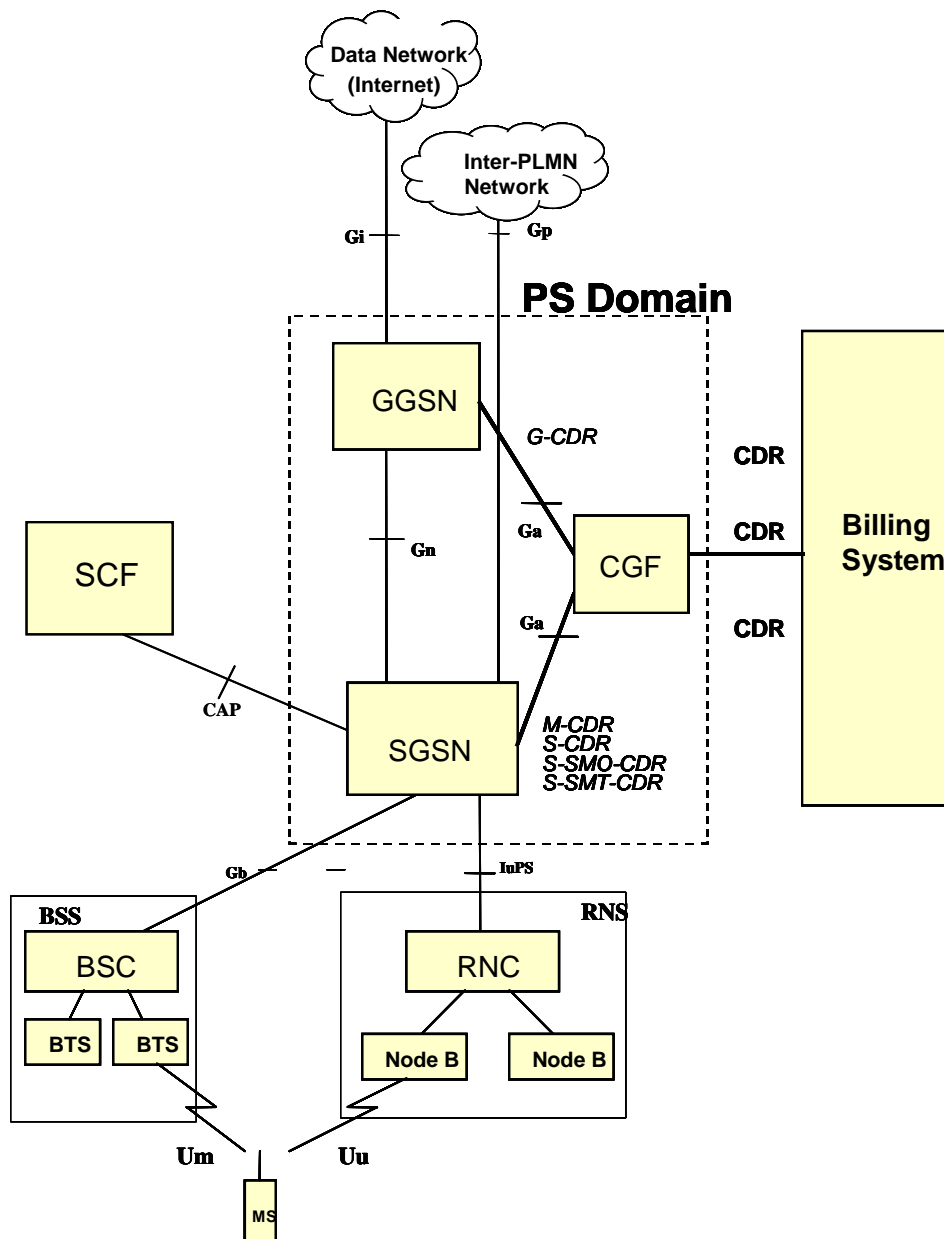 Data Network
(Internet)
Inter-PLMN
Network
Gi
Gp
PS Domain
GGSN
G-CDR
CDR
Ga
Gn
CGF
CDR
Billing
System
SCF
Ga
CDR
CAP
SGSN
M-CDR
S-CDR
S-SMO-CDR
S-SMT-CDR
Gb
IuPS
BSS
RNS
BSC
RNC
BTS
BTS
Node B
Node B
Um
Uu
MS